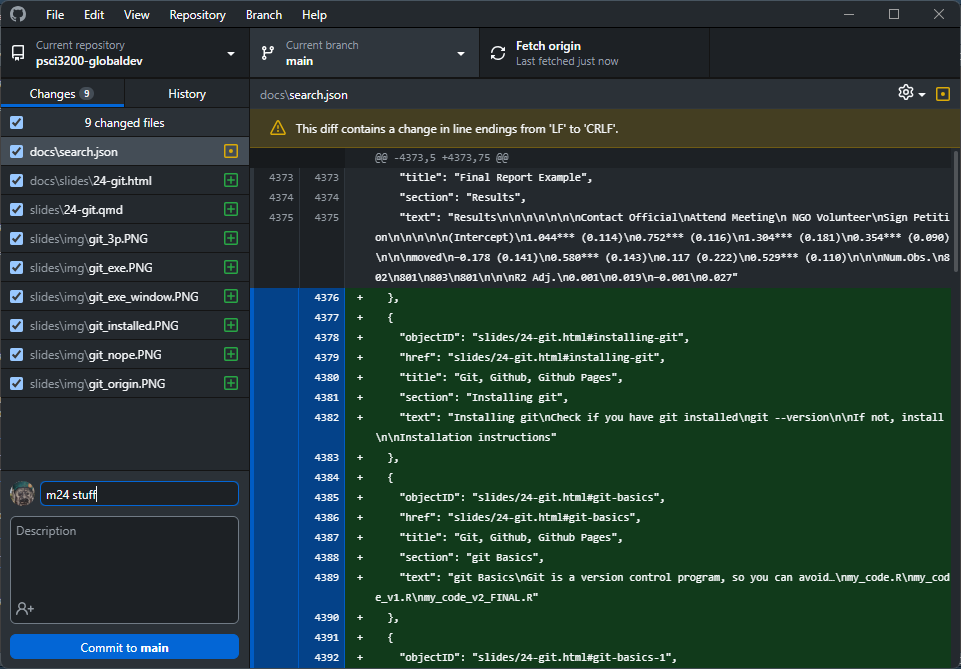 File Edit View Repository Branch Help
Current repository
psci3200-globaldev
Current branch
main
Fetch origin
Last fetched just now
Changes 9 History
9 changed files
docs\search.json
docs\slides\24-git.html
slides\24-git.qmd
slides\img\git_3p.PNG
slides\img\git_exe.PNG
slides\img\git_exe_window.PNG
slides\img\git_installed.PNG
slides\img\git_nope.PNG
slides\img\git_origin.PNG
m24 stuff
Description
Commit to main
docs\search.json
This diff contains a change in line endings from 'LF' to 'CRLF'.
@@ -4373,5 +4373,75 @@
4373 4373 "title": "Final Report Example",
4374 4374 "section": "Results",
4375 4375 "text": "Results\n\n\n\n\n\n\nContact Official\nAttend Meeting\n NGO Volunteer\nSign Petiti
on\n\n\n\n\n(Intercept)\n1.044*** (0.114)\n0.752*** (0.116)\n1.304*** (0.181)\n0.354*** (0.090)
\n\n\nmoved\n−0.178 (0.141)\n0.580*** (0.143)\n0.117 (0.222)\n0.529*** (0.110)\n\n\nNum.Obs.\n8
02\n801\n803\n801\n\n\nR2 Adj.\n0.001\n0.019\n−0.001\n0.027"
4376 + },
4377 + {
4378 + "objectID": "slides/24-git.html#installing-git",
4379 + "href": "slides/24-git.html#installing-git",
4380 + "title": "Git, Github, Github Pages",
4381 + "section": "Installing git",
4382 + "text": "Installing git\nCheck if you have git installed\ngit --version\n\nIf not, install
\n\nInstallation instructions"
4383 + },
4384 + {
4385 + "objectID": "slides/24-git.html#git-basics",
4386 + "href": "slides/24-git.html#git-basics",
4387 + "title": "Git, Github, Github Pages",
4388 + "section": "git Basics",
4389 + "text": "git Basics\nGit is a version control program, so you can avoid…\nmy_code.R\nmy_cod
e_v1.R\nmy_code_v2_FINAL.R"
4390 + },
4391 + {
4392 + "objectID": "slides/24-git.html#git-basics-1",